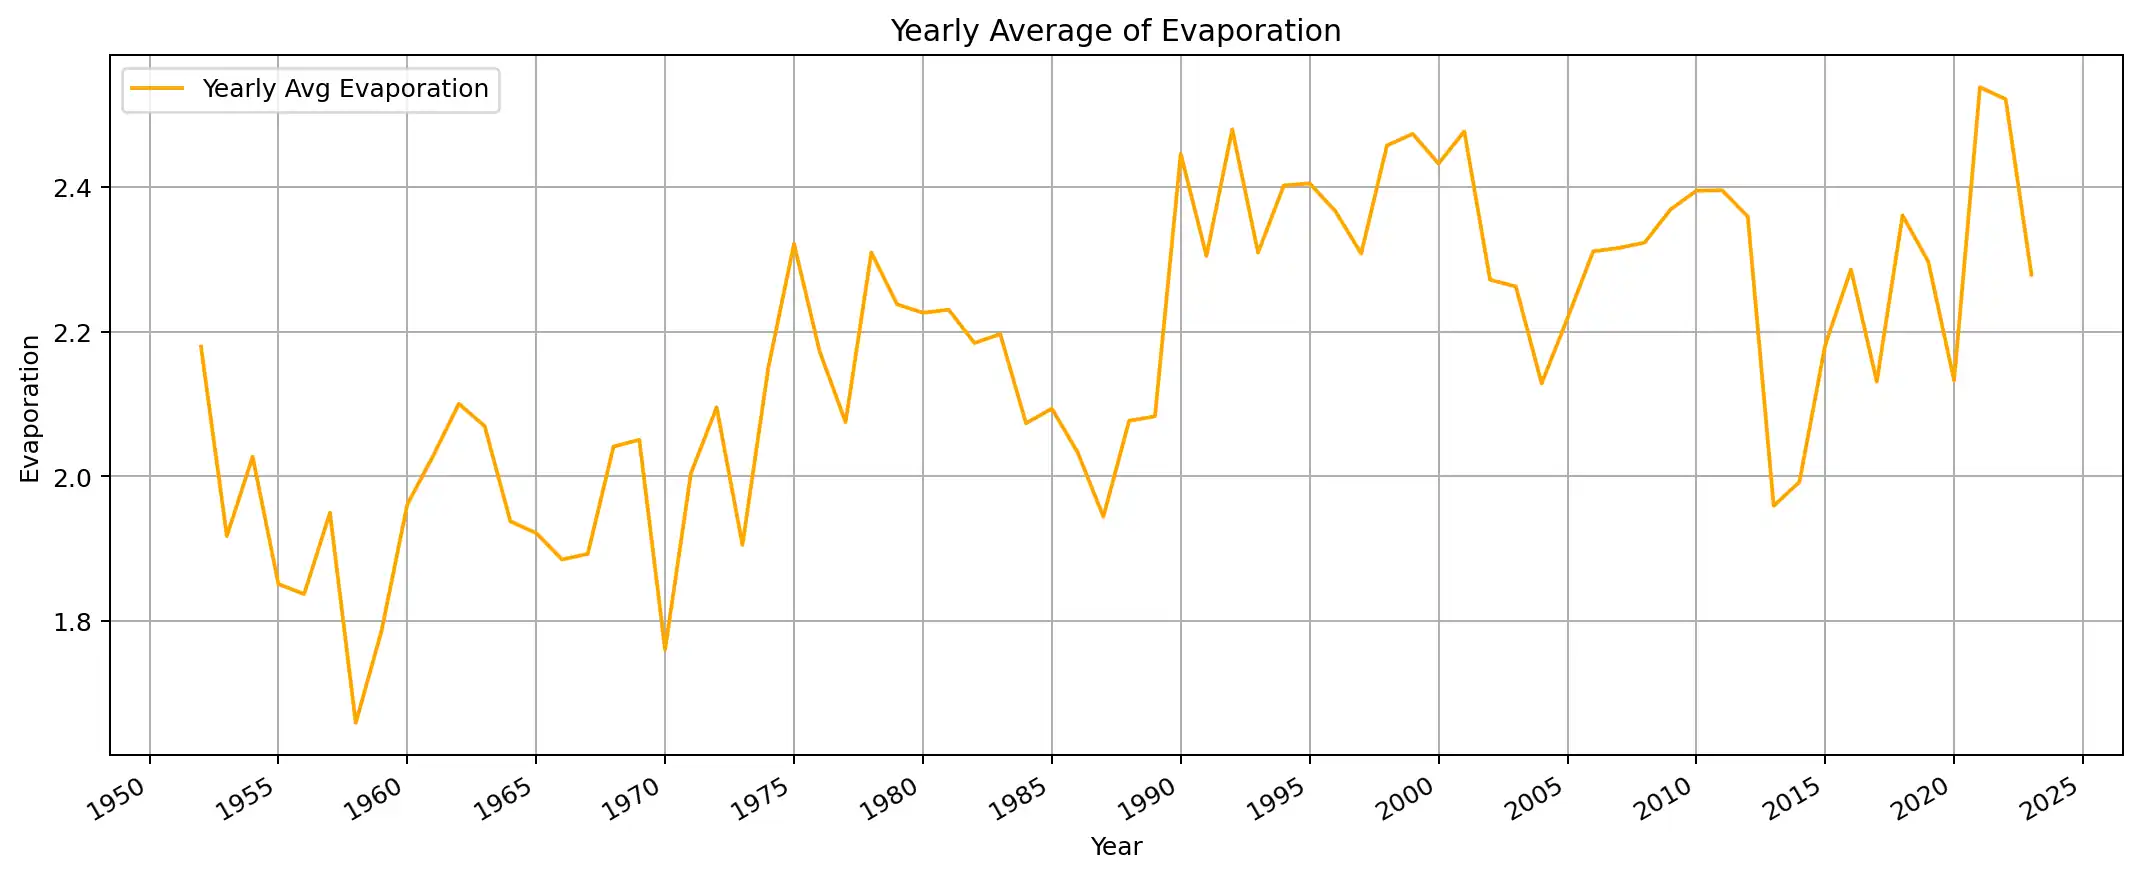 Yearly Average of Evaporation
Yearly Avg Evaporation
Evaporation
2.4
2.2
2.0
1.8
1950 1955 1960 1965 1970 1975 1980 1985 1990 1995 2000 2005 2010 2015 2020 2025
Year